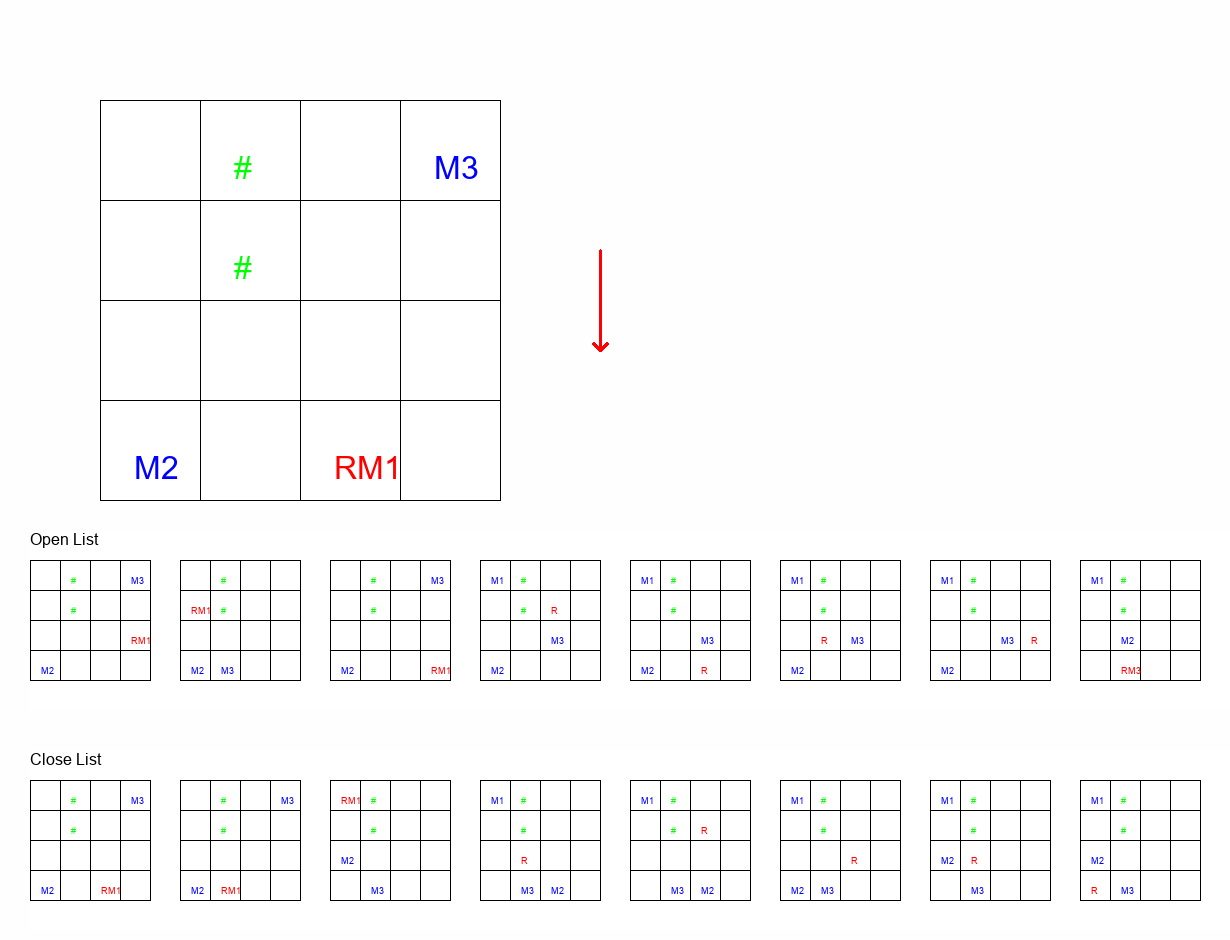 # M3
#
M2 RM1
Open List
# M3 # # M3 M1 # M1 # M1 # M1 # M1 #
# RM1 # # # R # # # #
RM1 M3 M3 R M3 M3 R M2
M2 M2 M3 M2 RM1 M2 M2 R M2 M2 RM3
Close List
# M3 # M3 RM1 # M1 # M1 # M1 # M1 # M1 #
# # # # # R # # #
M2 R R M2 R M2
M2 RM1 M2 RM1 M3 M3 M2 M3 M2 M2 M3 M3 R M3